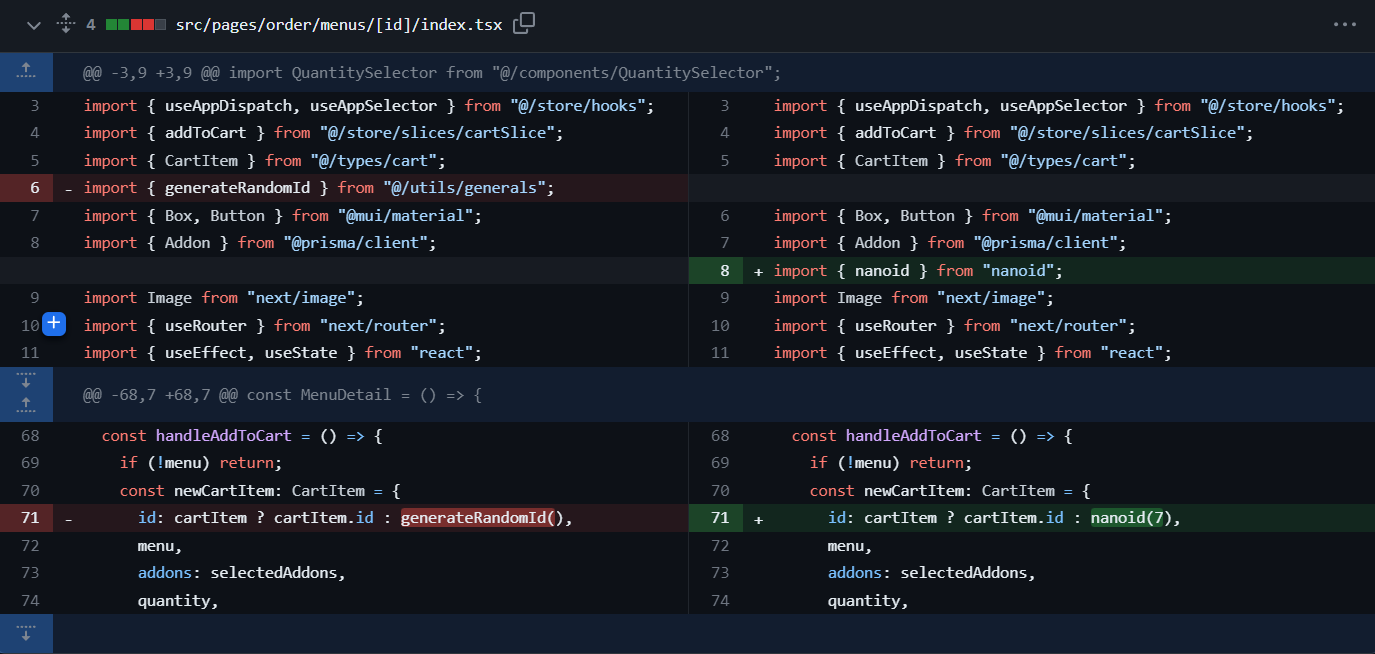 4 src/pages/order/menus/[id]/index.tsx
@@ -3,9 +3,9 @@ import QuantitySelector from "@/components/QuantitySelector";
3 import { useAppDispatch, useAppSelector } from "@/store/hooks"; 3 import { useAppDispatch, useAppSelector } from "@/store/hooks";
4 import { addToCart } from "@/store/slices/cartSlice"; 4 import { addToCart } from "@/store/slices/cartSlice";
5 import { CartItem } from "@/types/cart"; 5 import { CartItem } from "@/types/cart";
6 - import { generateRandomId } from "@/utils/generals";
7 import { Box, Button } from "@mui/material"; 6 import { Box, Button } from "@mui/material";
8 import { Addon } from "@prisma/client"; 7 import { Addon } from "@prisma/client";
8 + import { nanoid } from "nanoid";
9 import Image from "next/image"; 9 import Image from "next/image";
10 + import { useRouter } from "next/router"; 10 import { useRouter } from "next/router";
11 import { useEffect, useState } from "react"; 11 import { useEffect, useState } from "react";
@@ -68,7 +68,7 @@ const MenuDetail = () => {
68 const handleAddToCart = () => { 68 const handleAddToCart = () => {
69 if (!menu) return; 69 if (!menu) return;
70 const newCartItem: CartItem = { 70 const newCartItem: CartItem = {
71 - id: cartItem ? cartItem.id : generateRandomId(), 71 + id: cartItem ? cartItem.id : nanoid(7),
72 menu, 72 menu,
73 addons: selectedAddons, 73 addons: selectedAddons,
74 quantity, 74 quantity,